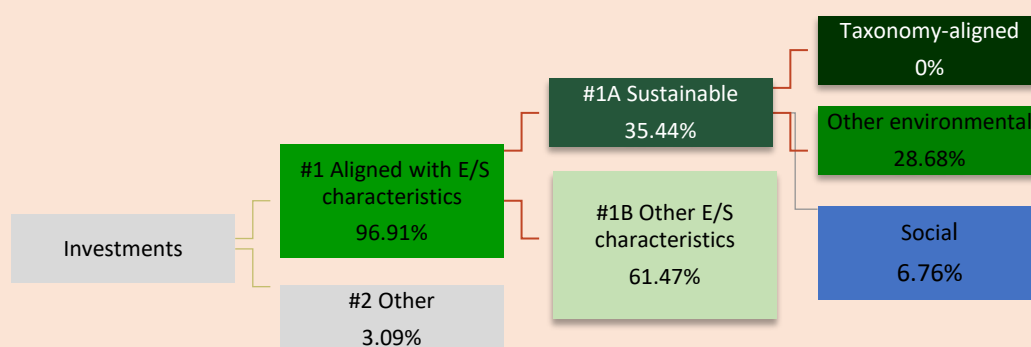 Investments
#1 Aligned with E/S
characteristics
96.91%
#2 Other
3.09%
#1A Sustainable
35.44%
#1B Other E/S
characteristics
61.47%
Taxonomy-aligned
0%
Other environmental
28.68%
Social
6.76%